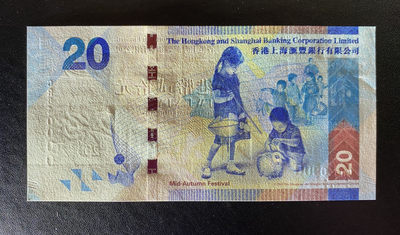 The Hongkong and Shanghai Banking Corporation Limited
香港上海滙豐銀行有限公司
20
Mid-Autumn Festival
20